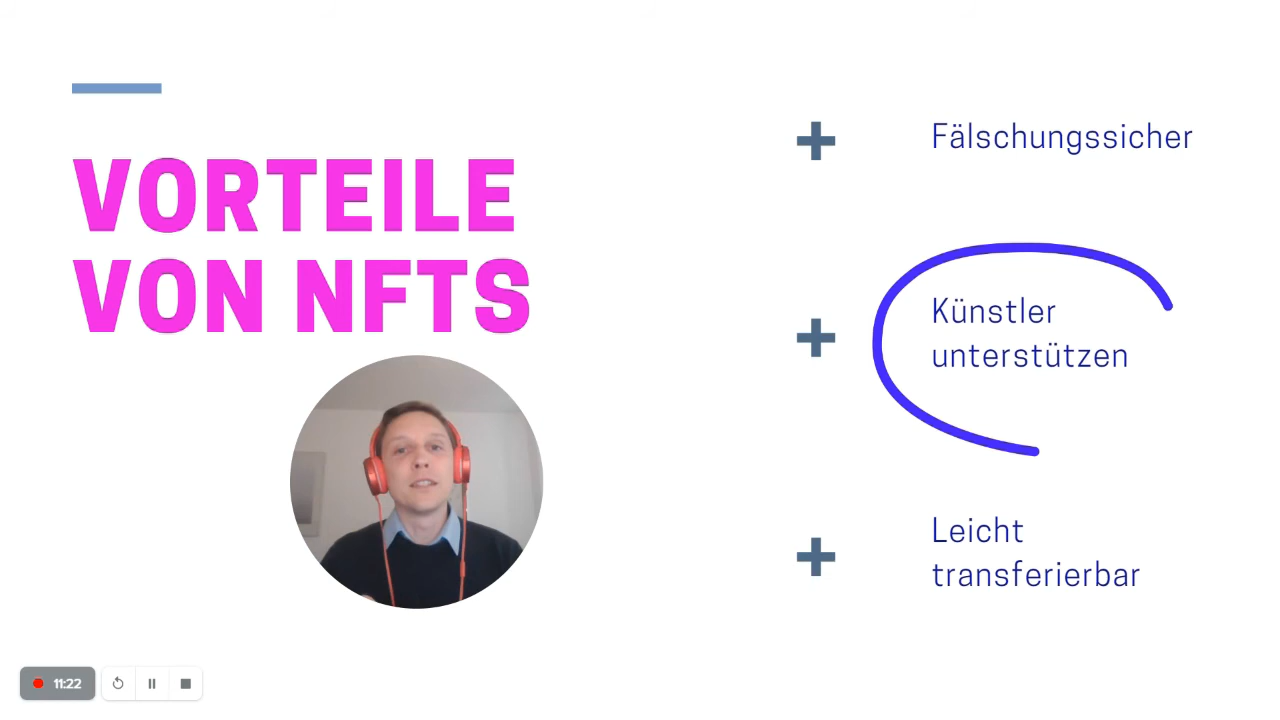 VORTEILE
VON NFTS
Fälschungssicher
Künstler
unterstützen
Leicht
transferierbar
11:22